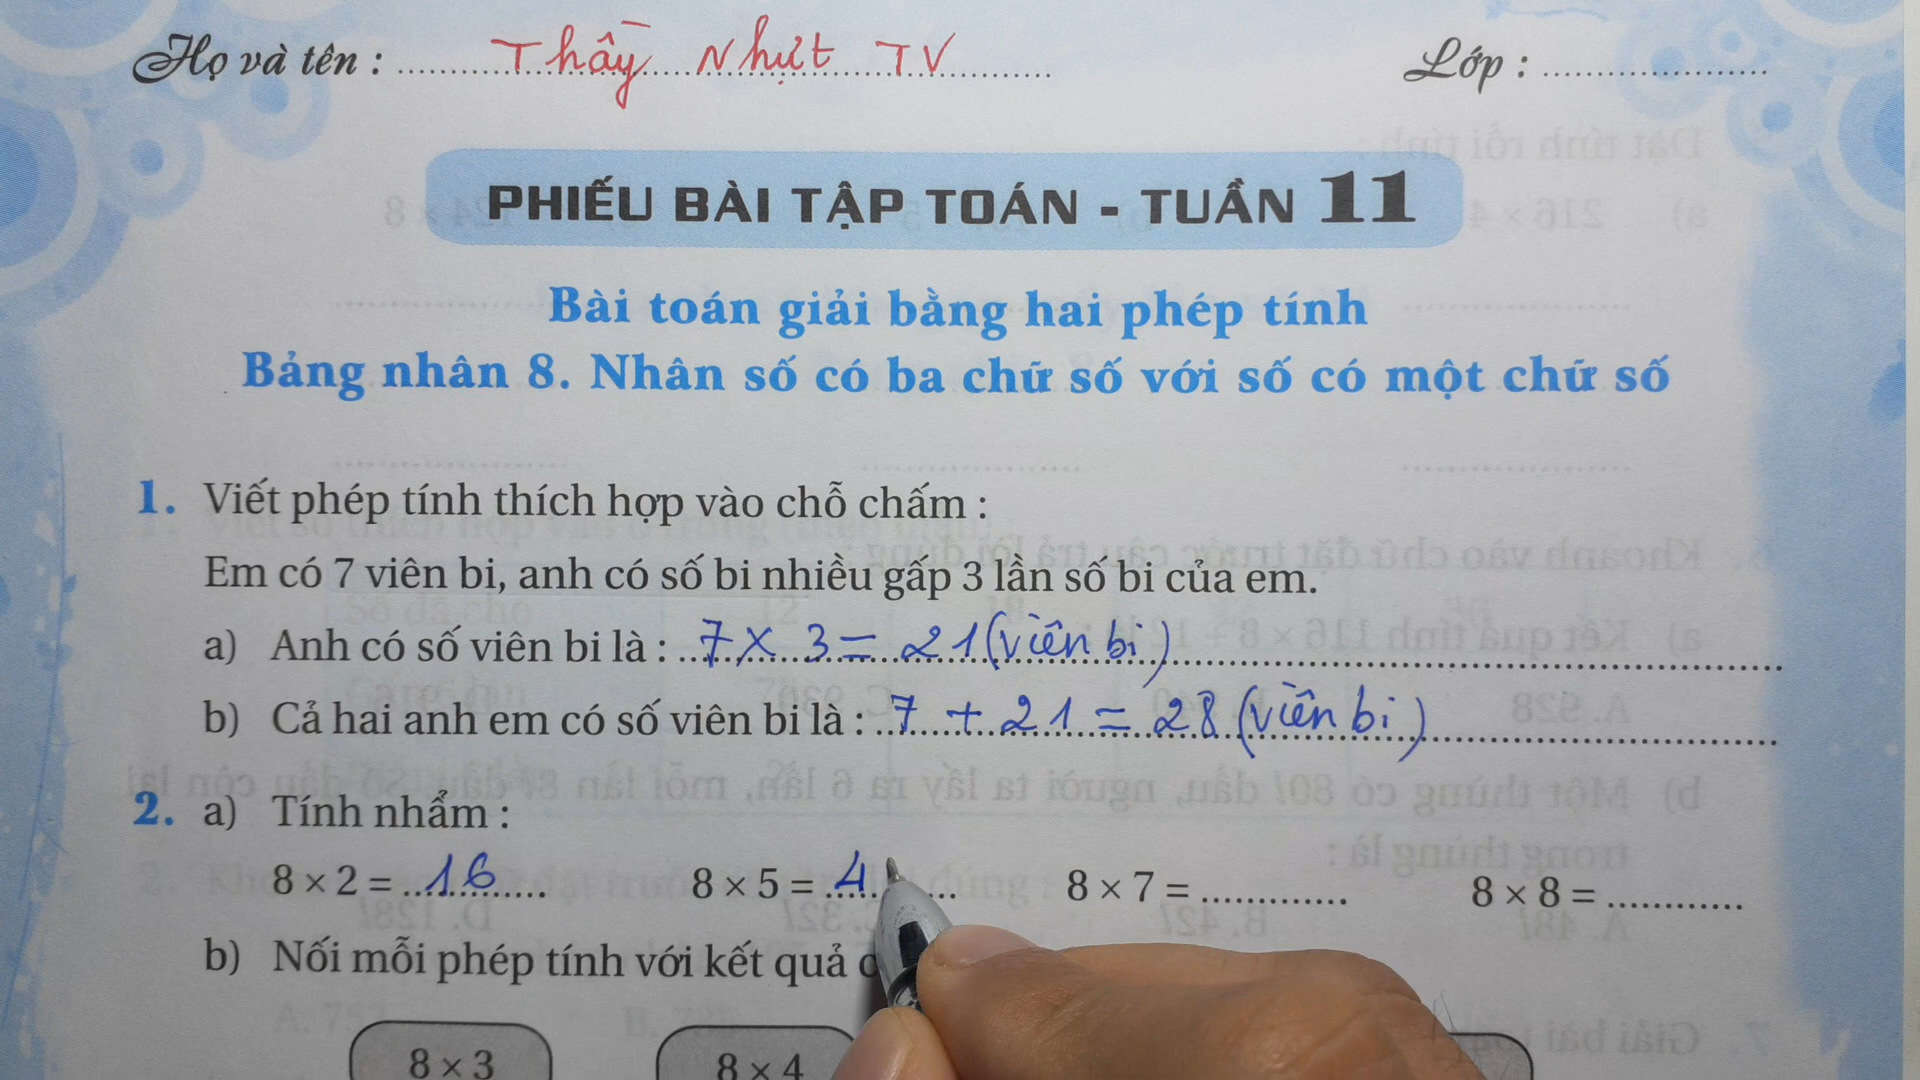 Họ và tên : Thầy Nhựt TV Lớp :
PHIẾU BÀI TẬP TOÁN - TUẦN 11
Bài toán giải bằng hai phép tính
Bảng nhân 8. Nhân số có ba chữ số với số có một chữ số
1. Viết phép tính thích hợp vào chỗ chấm :
Em có 7 viên bi, anh có số bi nhiều gấp 3 lần số bi của em.
a) Anh có số viên bi là : 7 × 3 = 21 (viên bi)
b) Cả hai anh em có số viên bi là : 7 + 21 = 28 (viên bi)
2. a) Tính nhẩm :
8 × 2 = 16 8 × 5 = 4 8 × 7 = 8 × 8 =
b) Nối mỗi phép tính với kết quả
8 × 3 8 × 4